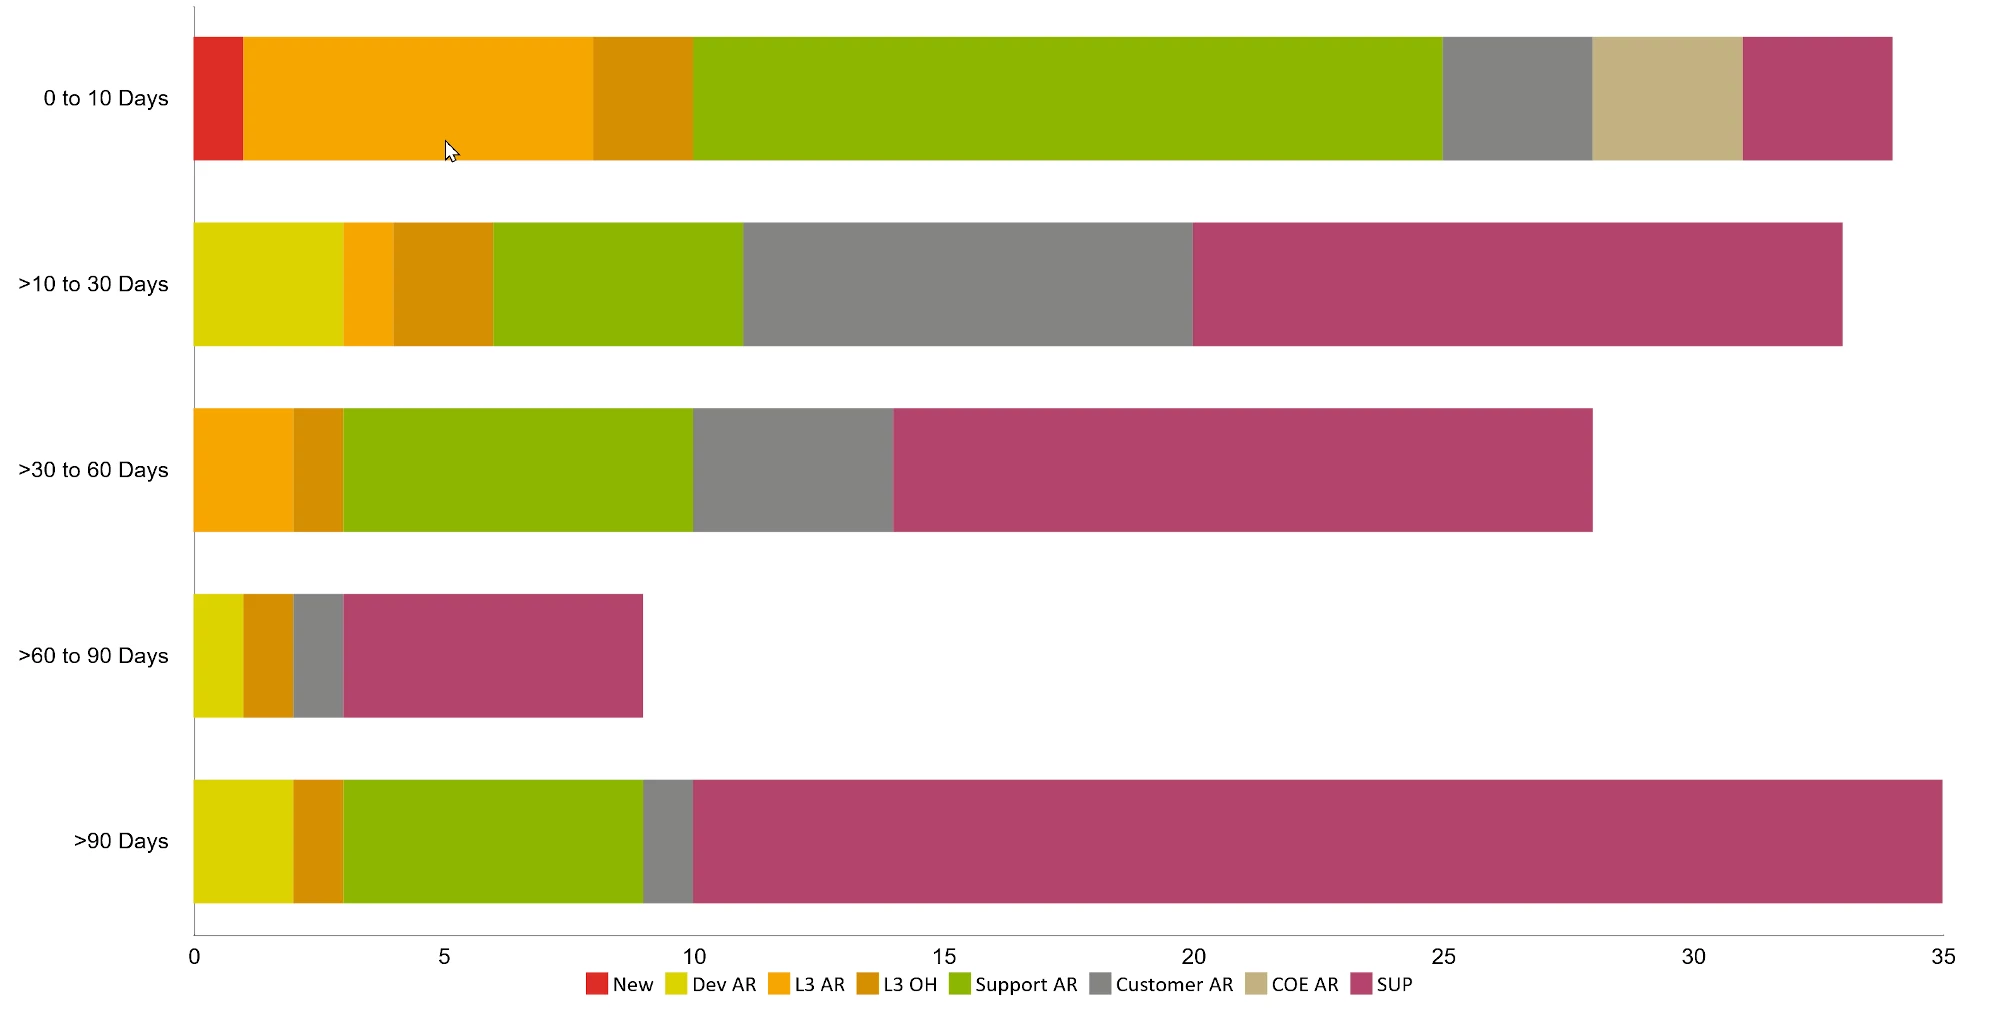 0 to 10 Days
>10 to 30 Days
>30 to 60 Days
>60 to 90 Days
>90 Days
0 5 10 15 20 25 30 35
New Dev AR L3 AR L3 OH Support AR Customer AR COE AR SUP